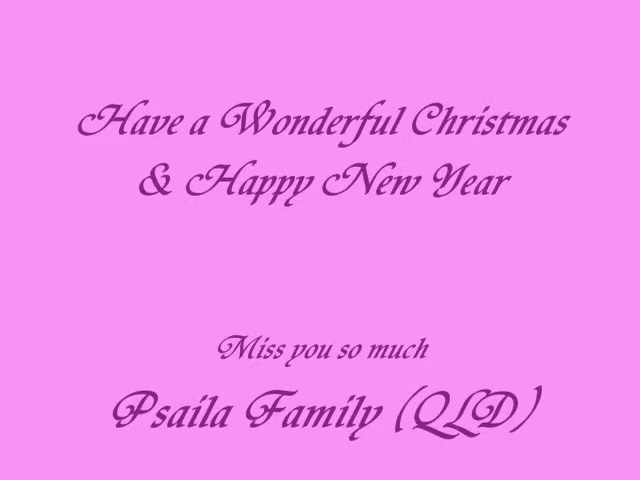 Have a Wonderful Christmas
& Happy New Year
Miss you so much
Psaila Family (QLD)